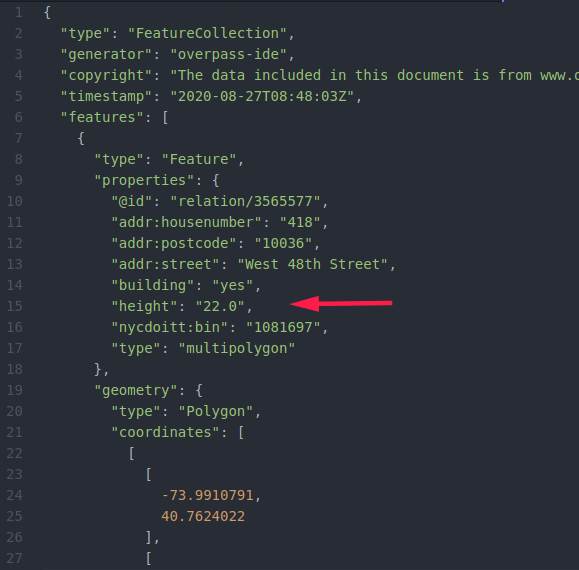 1 {
2 "type": "FeatureCollection",
3 "generator": "overpass-ide",
4 "copyright": "The data included in this document is from www.
5 "timestamp": "2020-08-27T08:48:03Z",
6 "features": [
7 {
8 "type": "Feature",
9 "properties": {
10 "@id": "relation/3565577",
11 "addr:housenumber": "418",
12 "addr:postcode": "10036",
13 "addr:street": "West 48th Street",
14 "building": "yes",
15 "height": "22.0",
16 "nycdoitt:bin": "1081697",
17 "type": "multipolygon"
18 },
19 "geometry": {
20 "type": "Polygon",
21 "coordinates": [
22 [
23 [
24 -73.9910791,
25 40.7624022
26 ],
27 [